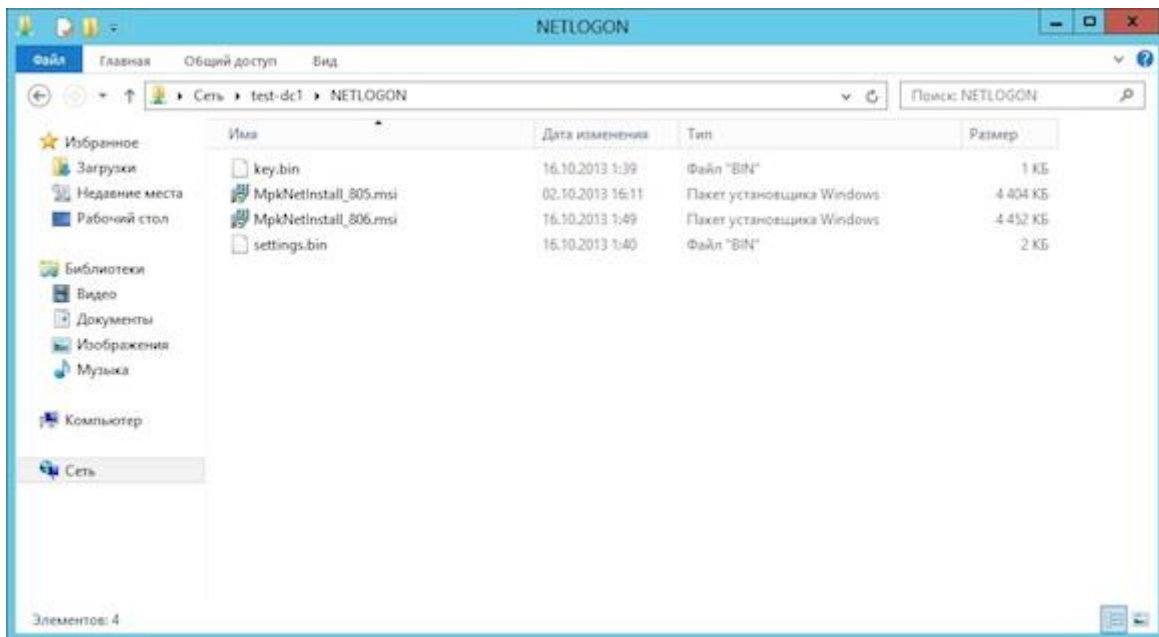 NETLOGON
Файл Главная Общий доступ Вид
Сеть test-dc1 NETLOGON Поиск: NETLOGON
Имя Дата изменения Тип Размер
Избранное
Загрузки
Недавние места
Рабочий стол
Библиотеки
Видео
Документы
Изображения
Музыка
Компьютер
Сеть
key.bin 16.10.2013 1:39 Файл "BIN" 1 КБ
MpkNetInstall_805.msi 02.10.2013 16:11 Пакет установщика Windows 4 404 КБ
MpkNetInstall_806.msi 16.10.2013 1:49 Пакет установщика Windows 4 452 КБ
settings.bin 16.10.2013 1:40 Файл "BIN" 2 КБ
Элементов: 4